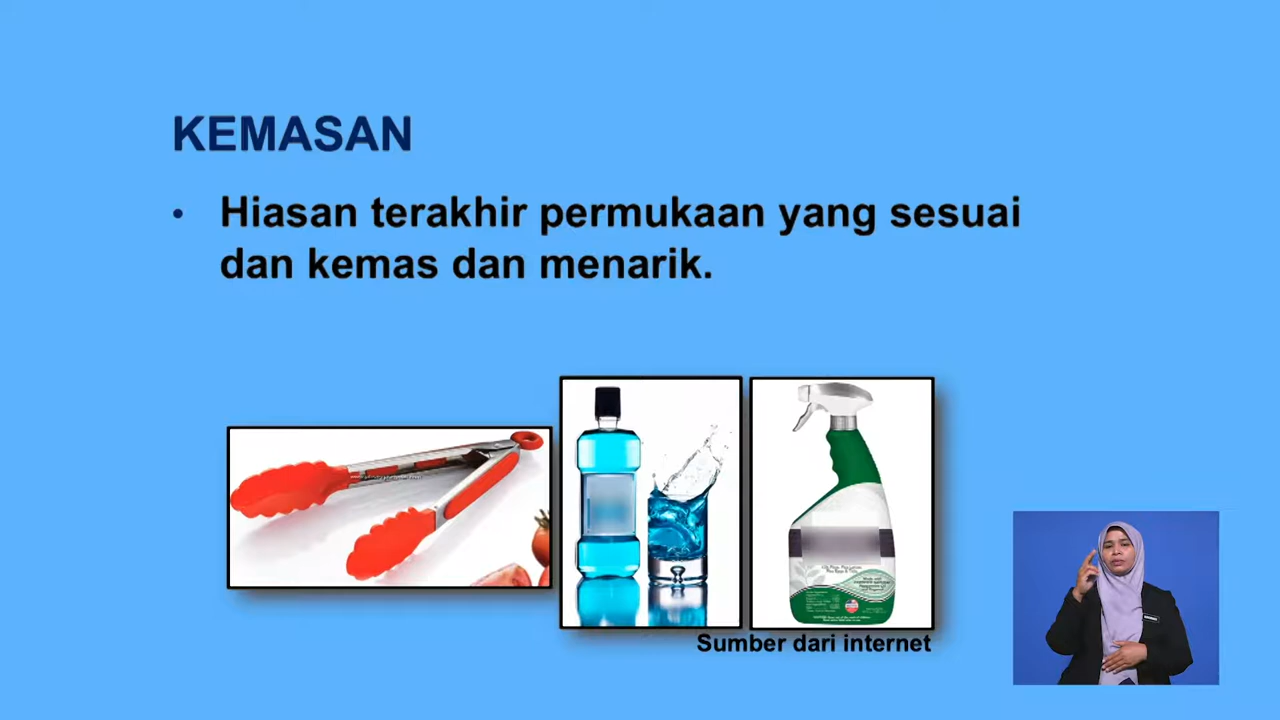 KEMASAN
• Hiasan terakhir permukaan yang sesuai
dan kemas dan menarik.
Sumber dari internet